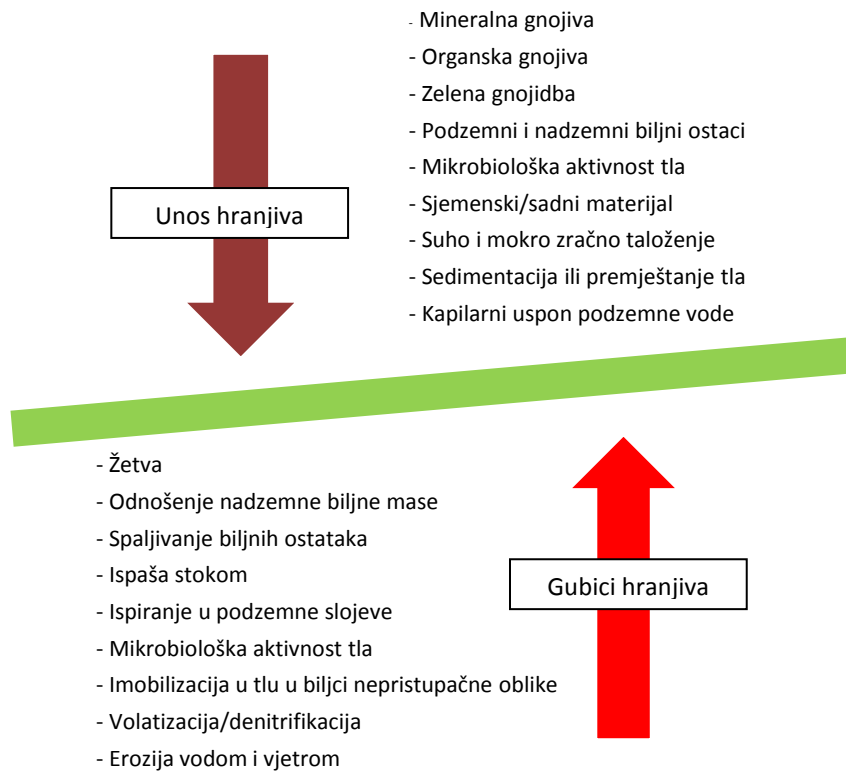 - Mineralna gnojiva
- Organska gnojiva
- Zelena gnojidba
- Podzemni i nadzemni biljni ostaci
- Mikrobiološka aktivnost tla
- Sjemenski/sadni materijal
- Suho i mokro zračno taloženje
- Sedimentacija ili premještanje tla
- Kapilarni uspon podzemne vode
Unos hranjiva
- Žetva
- Odnošenje nadzemne biljne mase
- Spaljivanje biljnih ostataka
- Ispaša stokom
- Ispiranje u podzemne slojeve
- Mikrobiološka aktivnost tla
- Imobilizacija u tlu u biljci nepristupačne oblike
- Volatizacija/denitrifikacija
- Erozija vodom i vjetrom
Gubici hranjiva